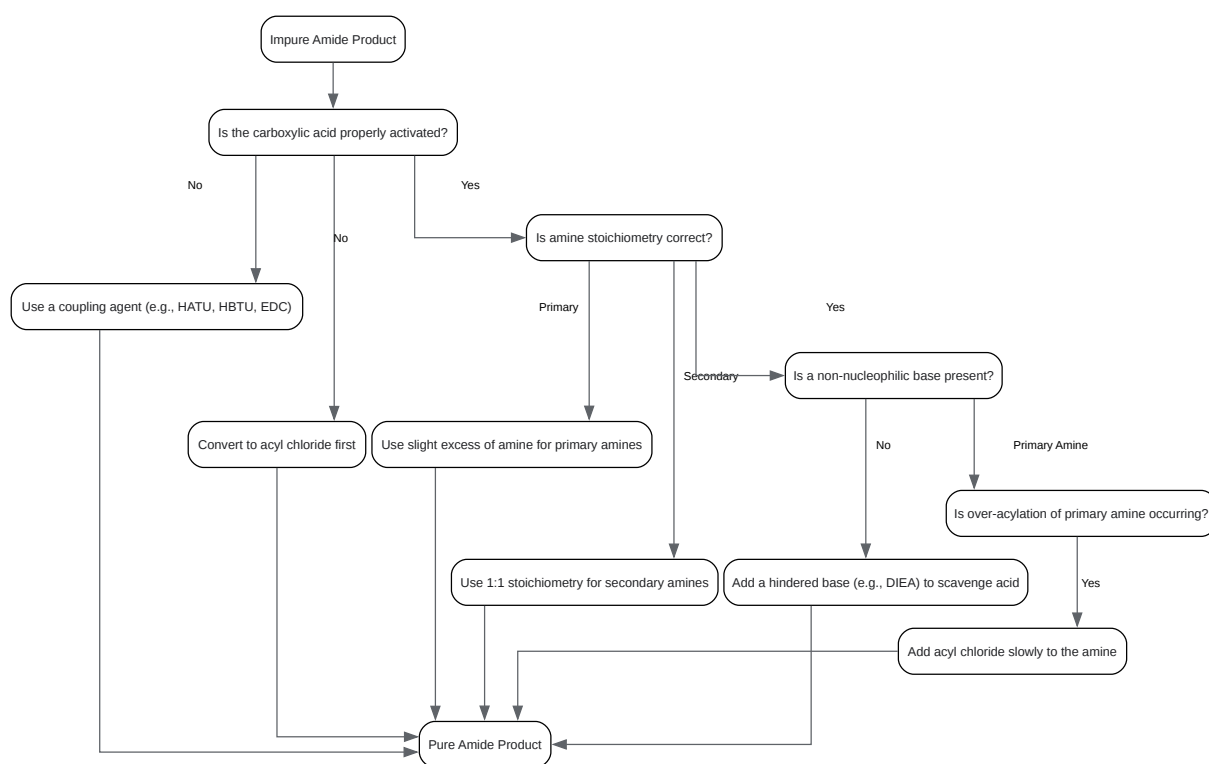 Impure Amide Product
Is the carboxylic acid properly activated?
No
Yes
No
Is amine stoichiometry correct?
Use a coupling agent (e.g., HATU, HBTU, EDC)
Primary
Yes
Secondary
Is a non-nucleophilic base present?
Convert to acyl chloride first
Use slight excess of amine for primary amines
No
Primary Amine
Is over-acylation of primary amine occurring?
Use 1:1 stoichiometry for secondary amines
Add a hindered base (e.g., DIEA) to scavenge acid
Yes
Add acyl chloride slowly to the amine
Pure Amide Product